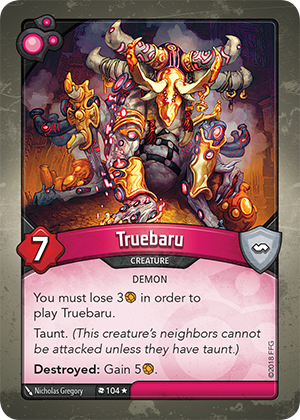 7
Truebaru
CREATURE
DEMON
You must lose 3 in order to
play Truebaru.
Taunt. (This creature's neighbors cannot
be attacked unless they have taunt.)
Destroyed: Gain 5.
Nicholas Gregory
104
©2018 FFG